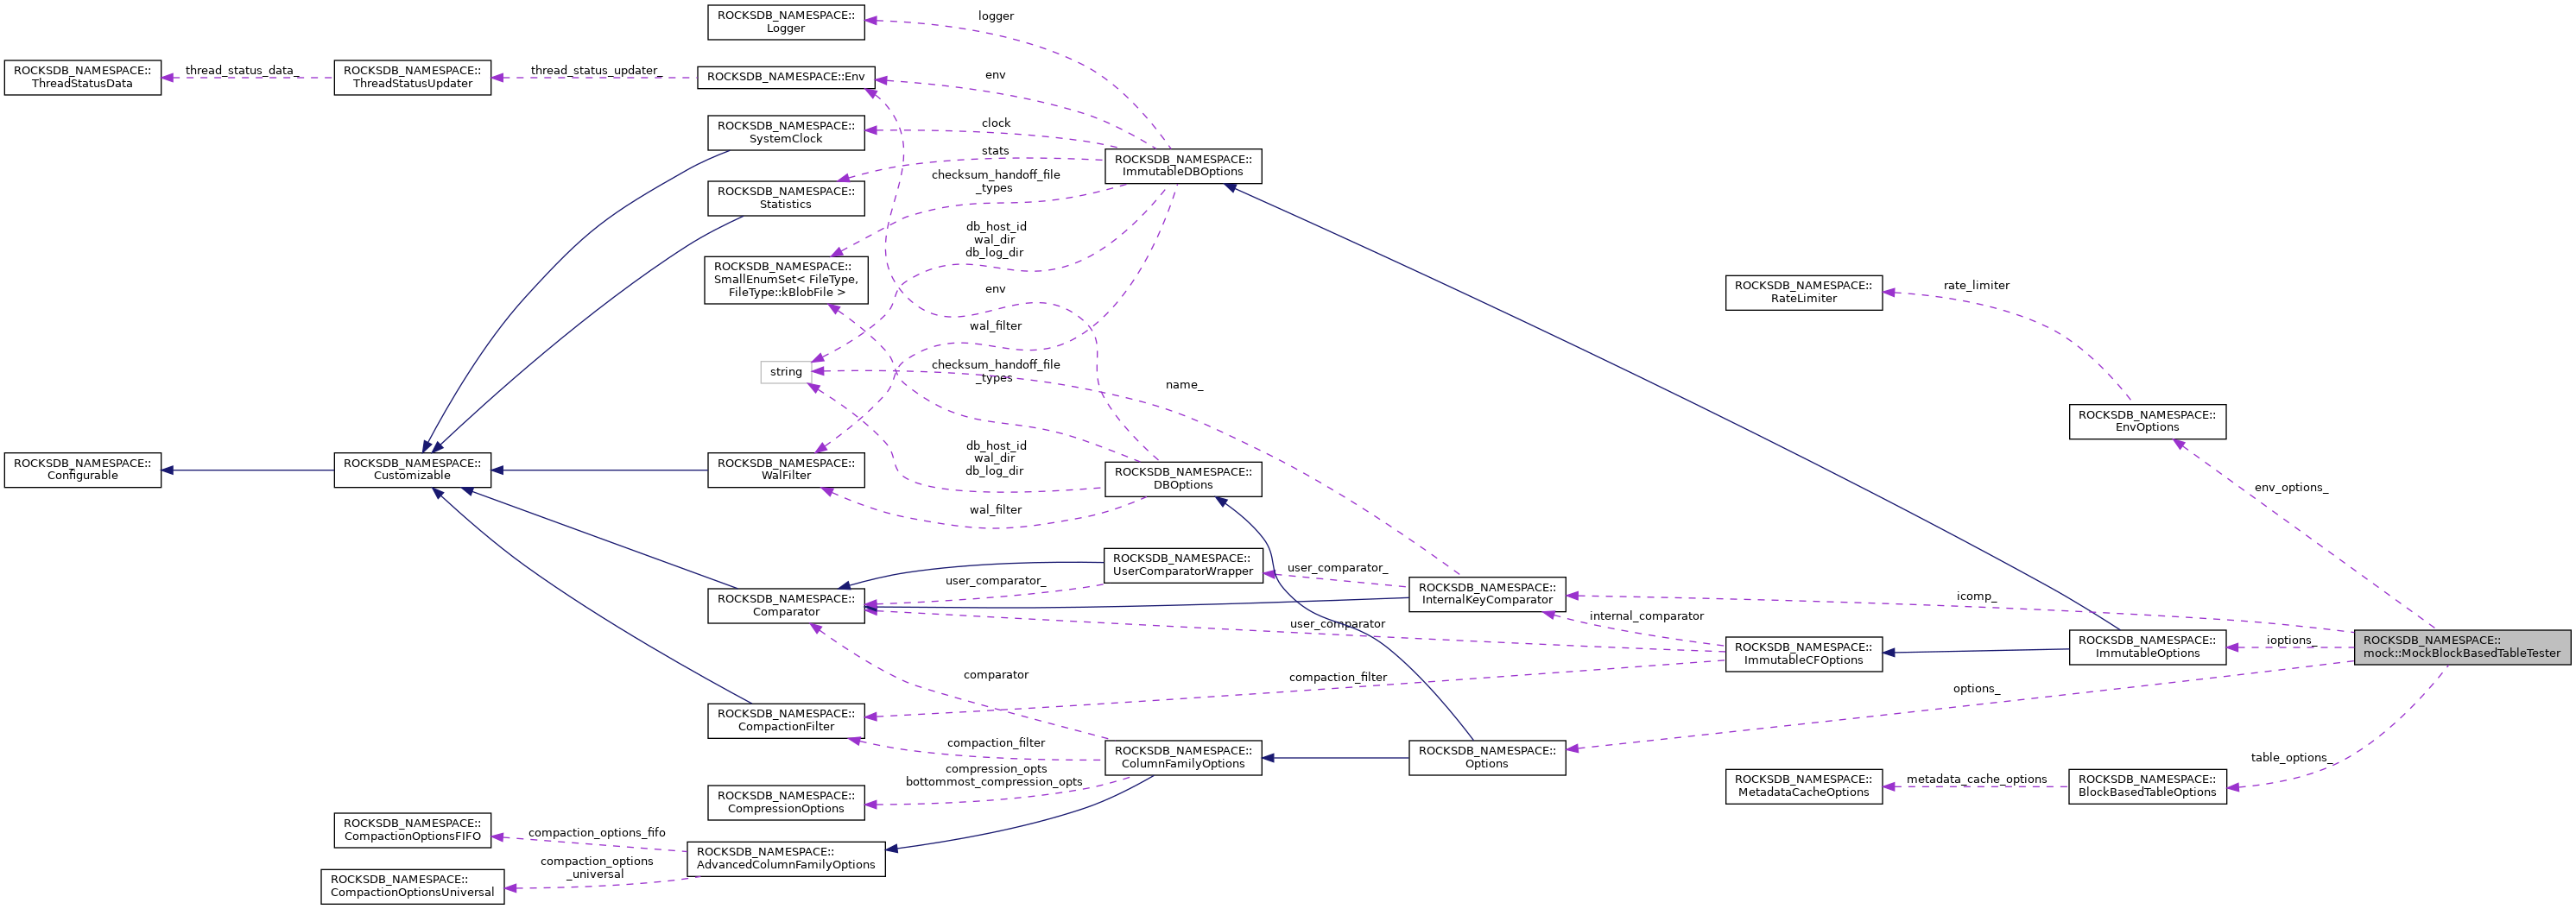 ROCKSDB_NAMESPACE::
Logger
logger
ROCKSDB_NAMESPACE::
ThreadStatusData
thread_status_data_
ROCKSDB_NAMESPACE::
ThreadStatusUpdater
thread_status_updater_
ROCKSDB_NAMESPACE::Env
env
ROCKSDB_NAMESPACE::
SystemClock
clock
ROCKSDB_NAMESPACE::
Statistics
stats
checksum_handoff_file
_types
ROCKSDB_NAMESPACE::
ImmutableDBOptions
db_host_id
wal_dir
db_log_dir
ROCKSDB_NAMESPACE::
SmallEnumSet< FileType,
FileType::kBlobFile >
env
ROCKSDB_NAMESPACE::
RateLimiter
rate_limiter
wal_filter
string
checksum_handoff_file
_types
name_
ROCKSDB_NAMESPACE::
EnvOptions
ROCKSDB_NAMESPACE::
Configurable
ROCKSDB_NAMESPACE::
Customizable
ROCKSDB_NAMESPACE::
WalFilter
db_host_id
wal_dir
db_log_dir
ROCKSDB_NAMESPACE::
DBOptions
env_options_
wal_filter
ROCKSDB_NAMESPACE::
UserComparatorWrapper
user_comparator_
user_comparator_
ROCKSDB_NAMESPACE::
Comparator
ROCKSDB_NAMESPACE::
InternalKeyComparator
icomp_
user_comparator
internal_comparator
ROCKSDB_NAMESPACE::
ImmutableCFOptions
ROCKSDB_NAMESPACE::
ImmutableOptions
ioptions_
ROCKSDB_NAMESPACE::
mock::MockBlockBasedTableTester
comparator
compaction_filter
options_
ROCKSDB_NAMESPACE::
CompactionFilter
compaction_filter
ROCKSDB_NAMESPACE::
ColumnFamilyOptions
ROCKSDB_NAMESPACE::
Options
table_options_
compression_opts
bottommost_compression_opts
ROCKSDB_NAMESPACE::
CompressionOptions
ROCKSDB_NAMESPACE::
MetadataCacheOptions
metadata_cache_options
ROCKSDB_NAMESPACE::
BlockBasedTableOptions
ROCKSDB_NAMESPACE::
CompactionOptionsFIFO
compaction_options_fifo
ROCKSDB_NAMESPACE::
AdvancedColumnFamilyOptions
compaction_options
_universal
ROCKSDB_NAMESPACE::
CompactionOptionsUniversal